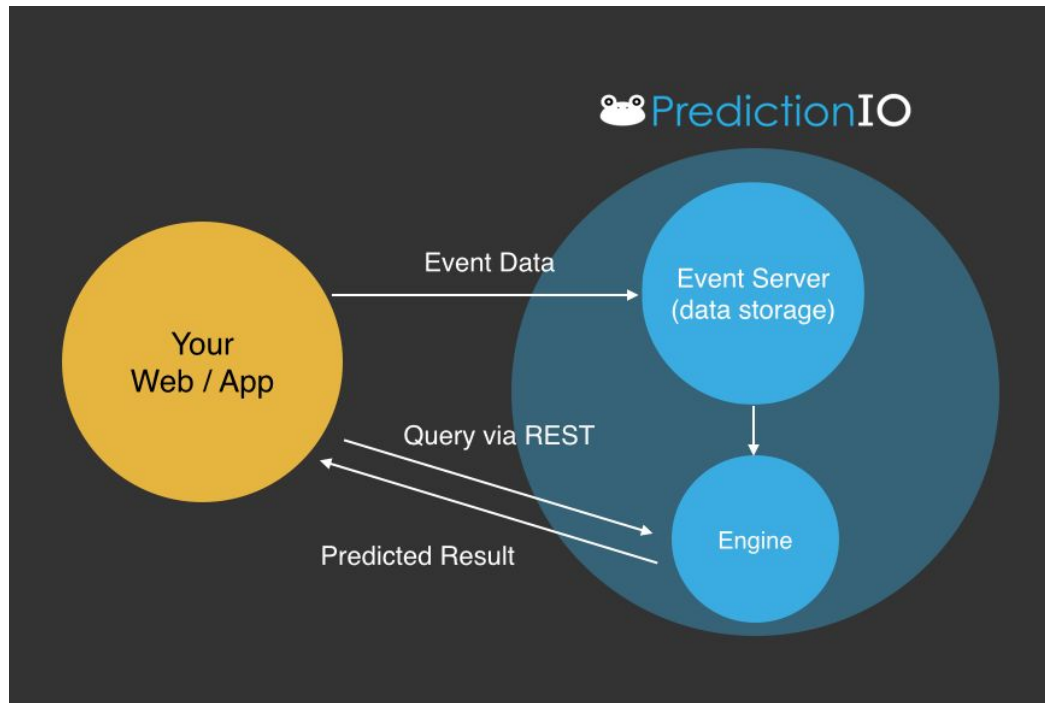 PredictionIO
Event Data
Event Server
(data storage)
Your
Web / App
Query via REST
Predicted Result
Engine